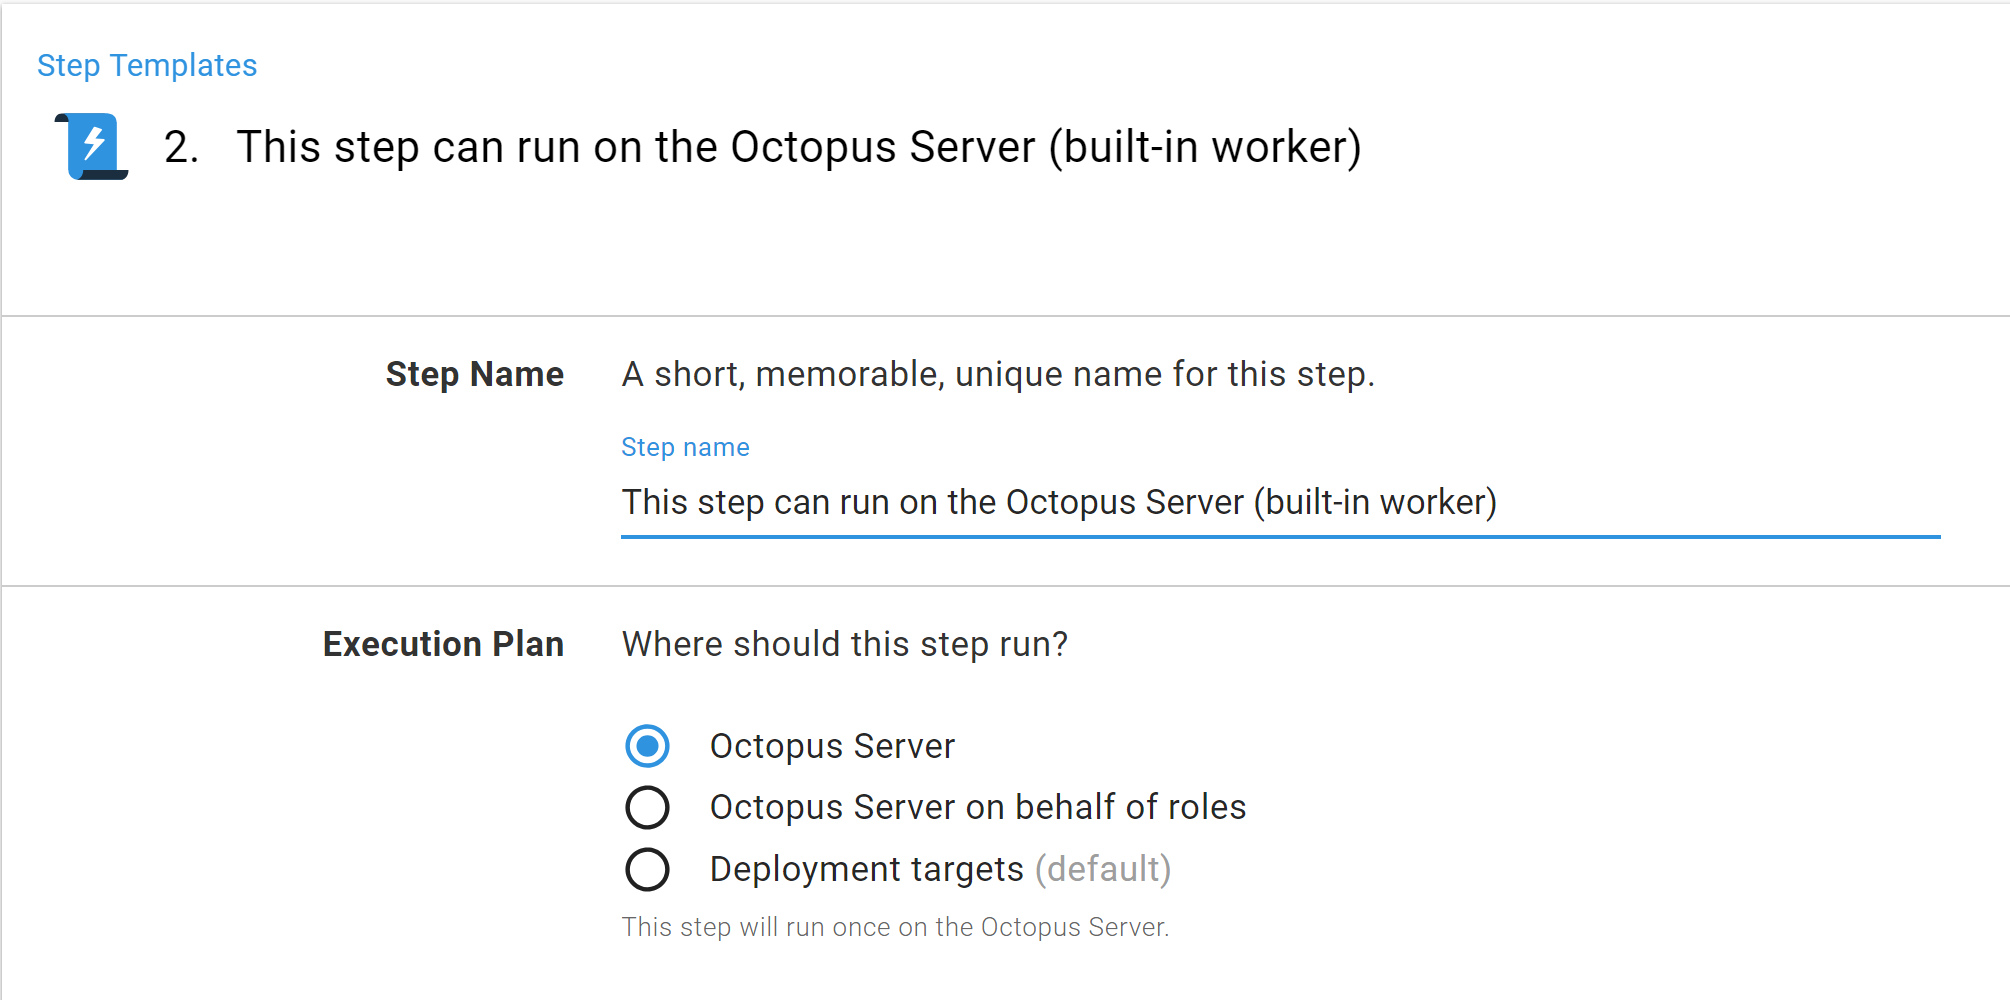 Step Templates
2. This step can run on the Octopus Server (built-in worker)
Step Name
A short, memorable, unique name for this step.
Step name
This step can run on the Octopus Server (built-in worker)
Execution Plan
Where should this step run?
Octopus Server
Octopus Server on behalf of roles
Deployment targets (default)
This step will run once on the Octopus Server.